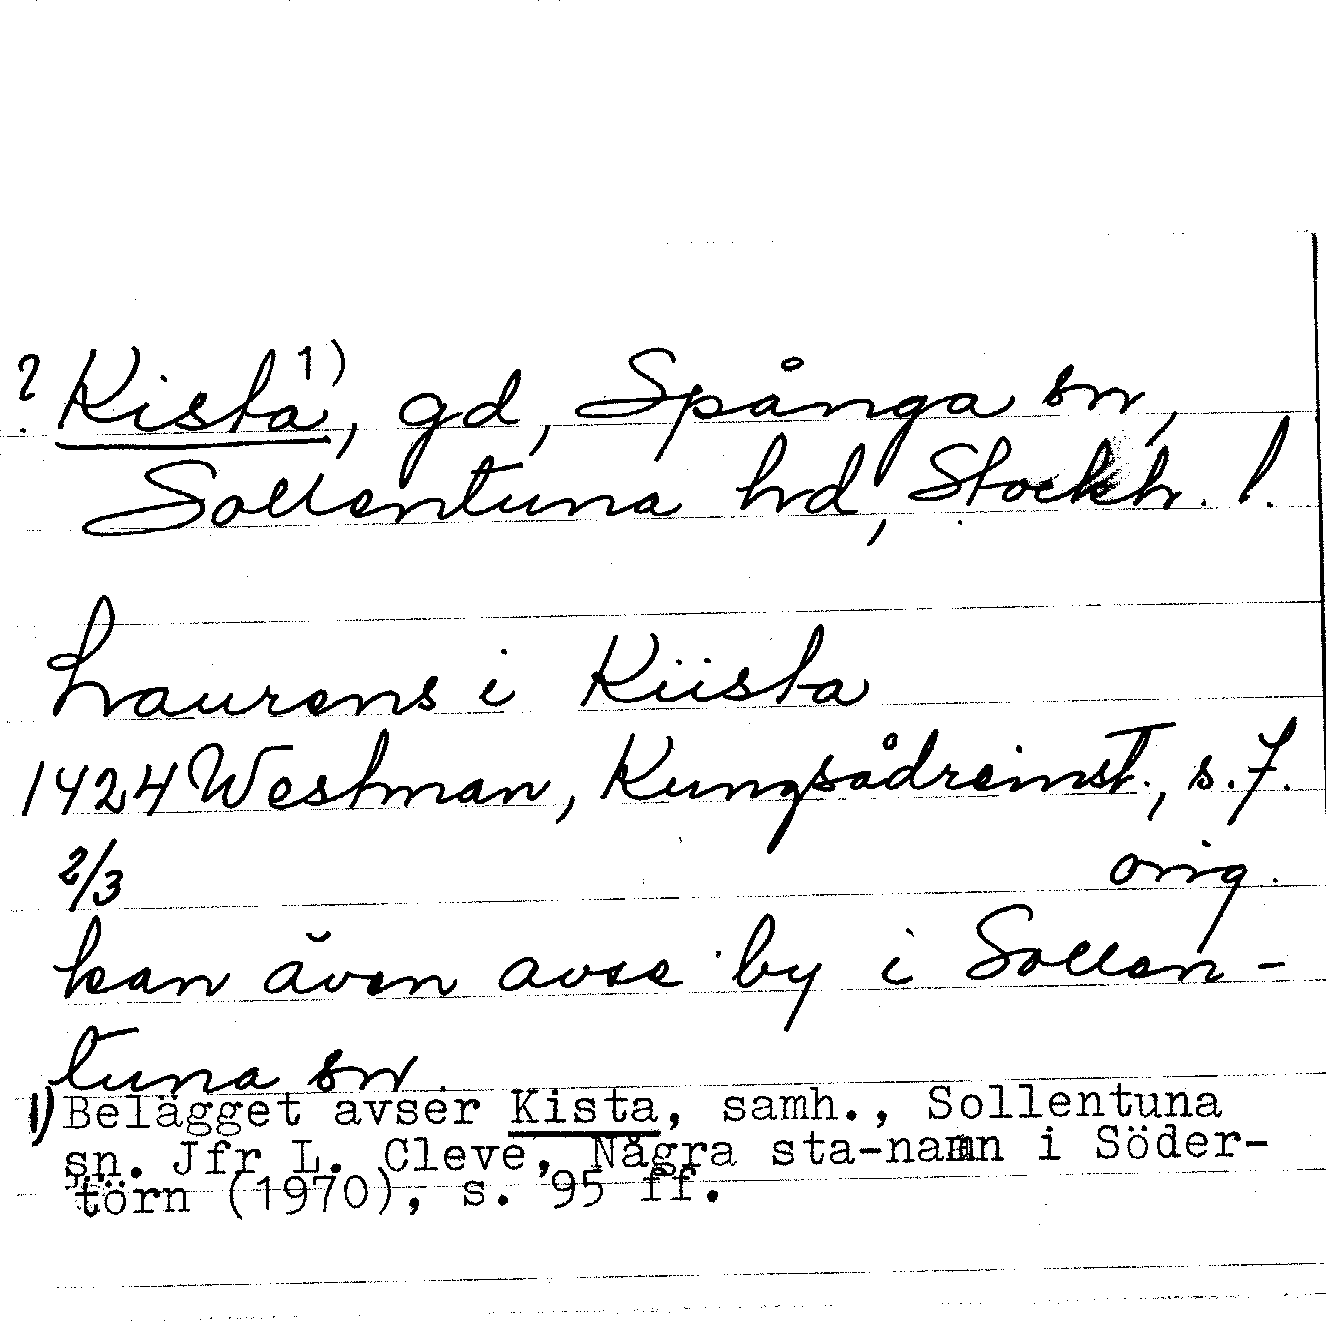 ? Kista 1), gd, Spånga sn,
Sollentuna hd, Stockh. l.
Laurens i Kiista
1424 Westman, Kungsådreinst., s. 7.
2/3 orig.
kan även avse by i Sollen-
tuna sn.
1) Belägget avser Kista, samh., Sollentuna
sn. Jfr L. Cleve, Några sta-namn i Söder-
törn (1970), s. 95 ff.